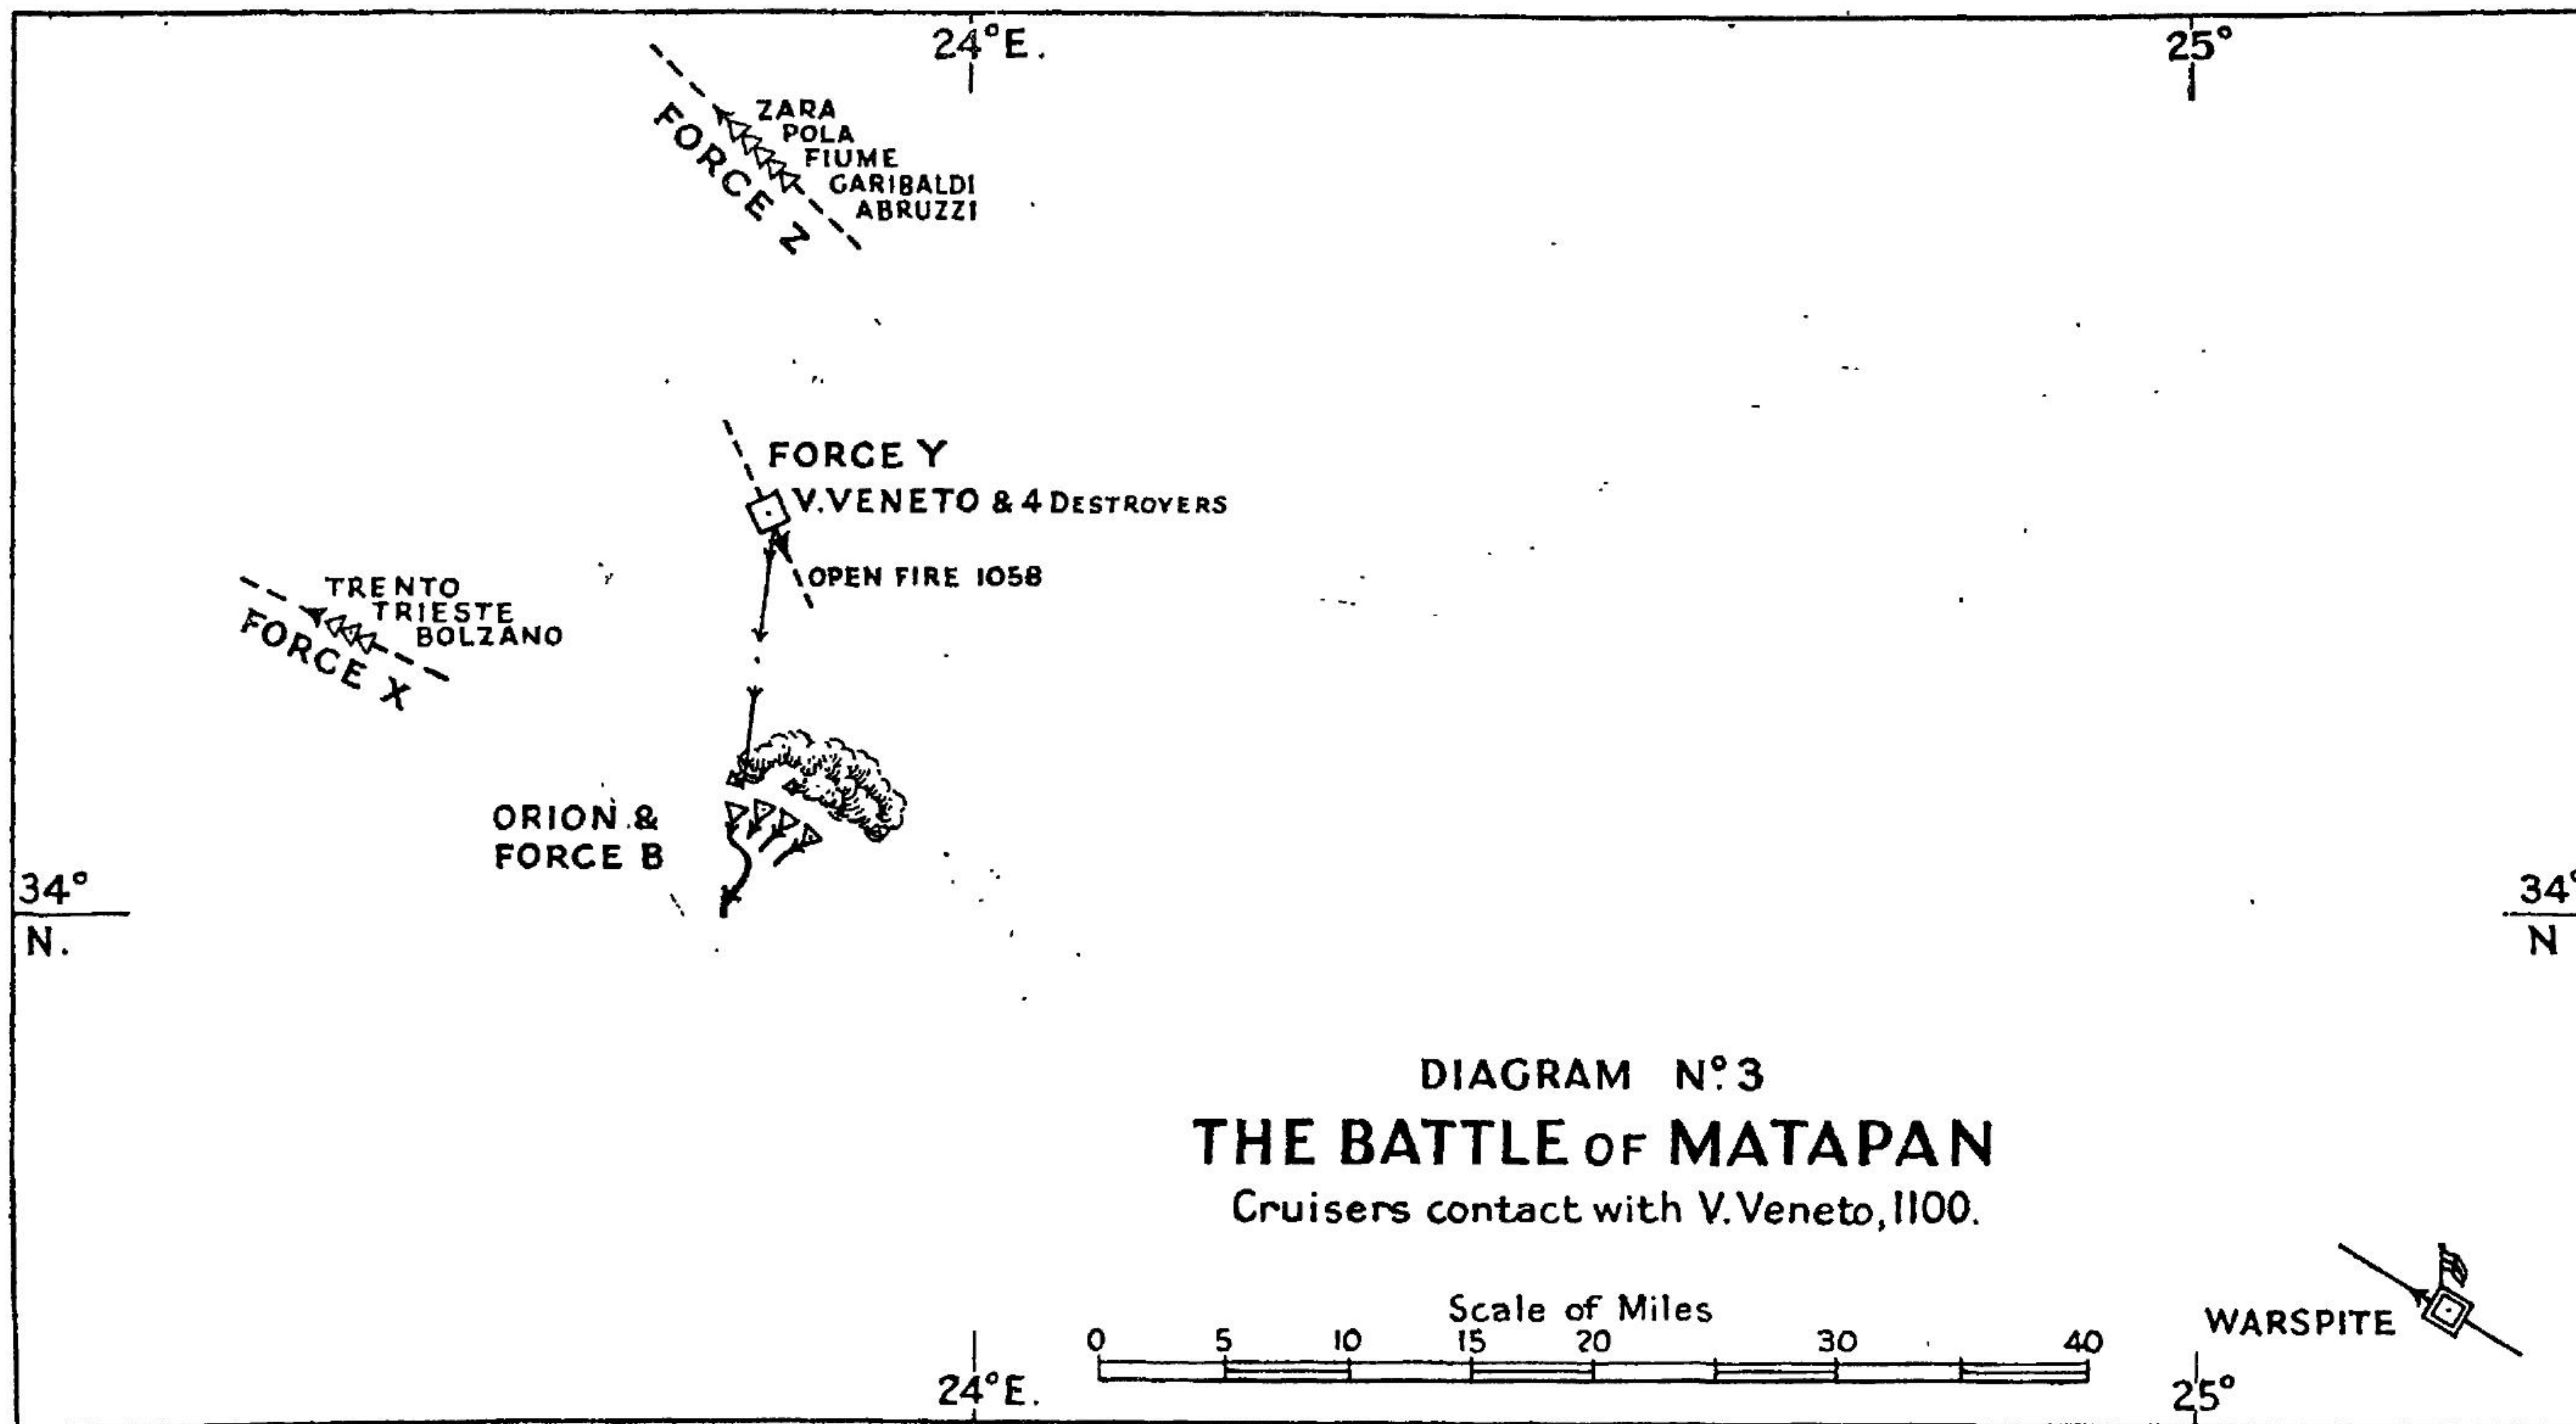 24°E.
25°
ZARA
POLA
FIUME
GARIBALDI
ABRUZZI
FORCE Z
FORCE Y
V.VENETO & 4 DESTROYERS
OPEN FIRE 1058
TRENTO
TRIESTE
BOLZANO
FORCE X
ORION &
FORCE B
34°
N.
34°
N
DIAGRAM Nº 3
THE BATTLE OF MATAPAN
Cruisers contact with V.Veneto, 1100.
Scale of Miles
0 5 10 15 20 30 40
WARSPITE
24°E.
25°